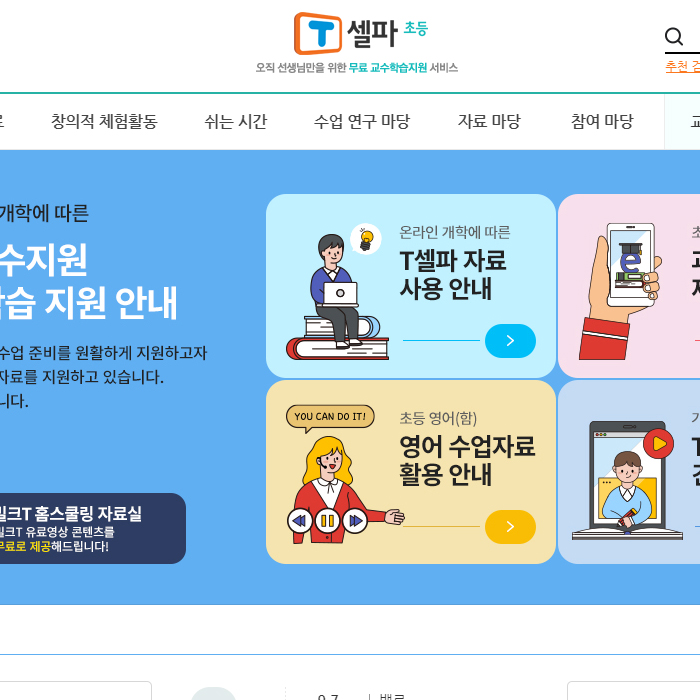 T셀파 초등
오직 선생님만을 위한 무료 교수학습지원 서비스
추천
창의적 체험활동
쉬는 시간
수업 연구 마당
자료 마당
참여 마당
개학에 따른
수지원
학습 지원 안내
수업 준비를 원활하게 지원하고자
자료를 지원하고 있습니다.
니다.
밀크T 홈스쿨링 자료실
밀크T 유료영상 콘텐츠를
무료로 제공해드립니다!
온라인 개학에 따른
T셀파 자료
사용 안내
e
YOU CAN DO IT!
초등 영어(함)
영어 수업자료
활용 안내